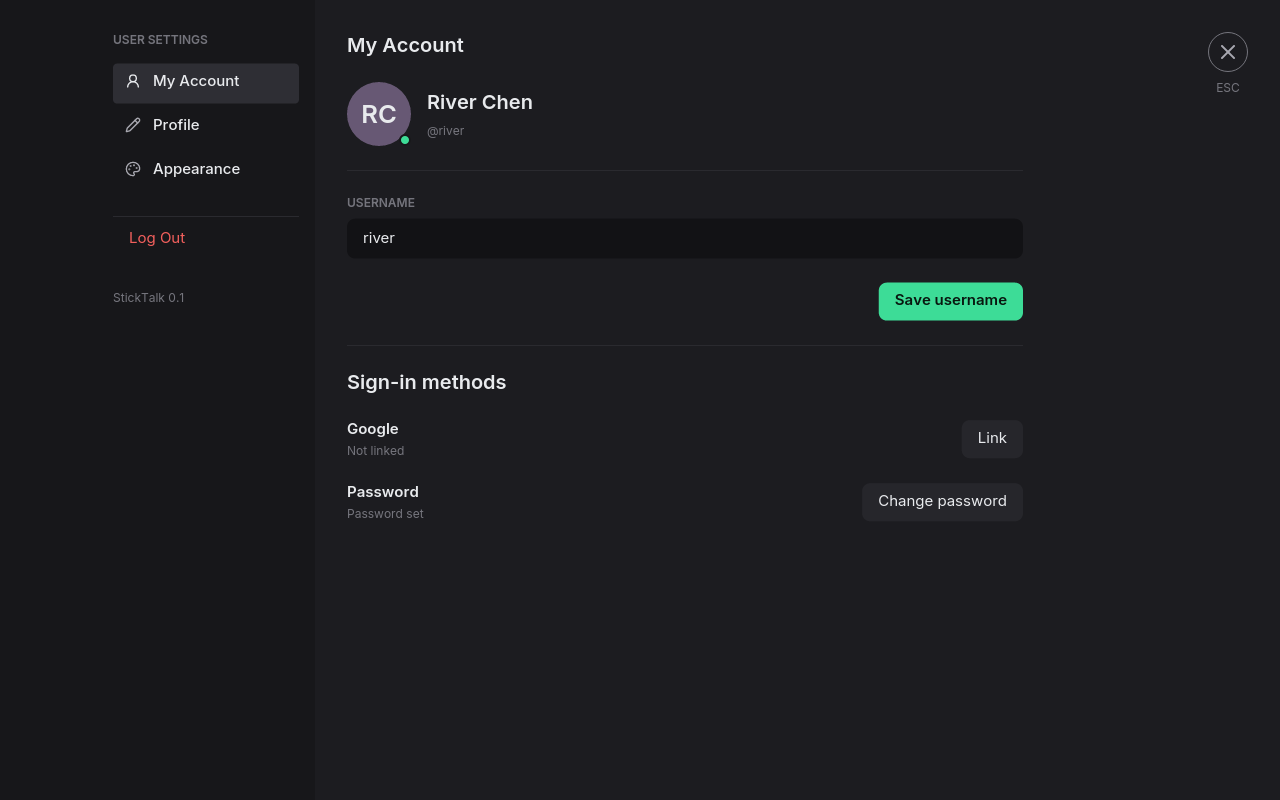 USER SETTINGS
My Account
Profile
Appearance
Log Out
StickTalk 0.1
My Account
RC
River Chen
@river
USERNAME
river
Save username
Sign-in methods
Google
Not linked
Link
Password
Password set
Change password
ESC